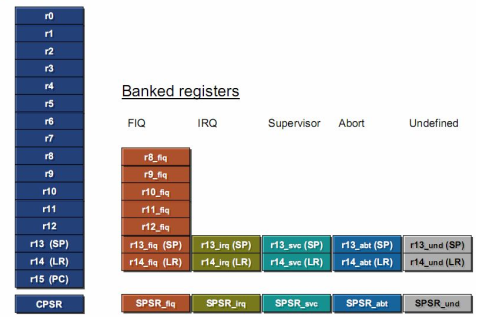 r0
r1
r2
r3
r4
r5
r6
r7
r8
r9
r10
r11
r12
r13 (SP)
r14 (LR)
r15 (PC)
CPSR
Banked registers
FIQ IRQ Supervisor Abort Undefined
r8_fiq
r9_fiq
r10_fiq
r11_fiq
r12_fiq
r13_fiq (SP) r13_irq (SP) r13_svc (SP) r13_abt (SP) r13_und (SP)
r14_fiq (LR) r14_irq (LR) r14_svc (LR) r14_abt (LR) r14_und (LR)
SPSR_fiq SPSR_irq SPSR_svc SPSR_abt SPSR_und